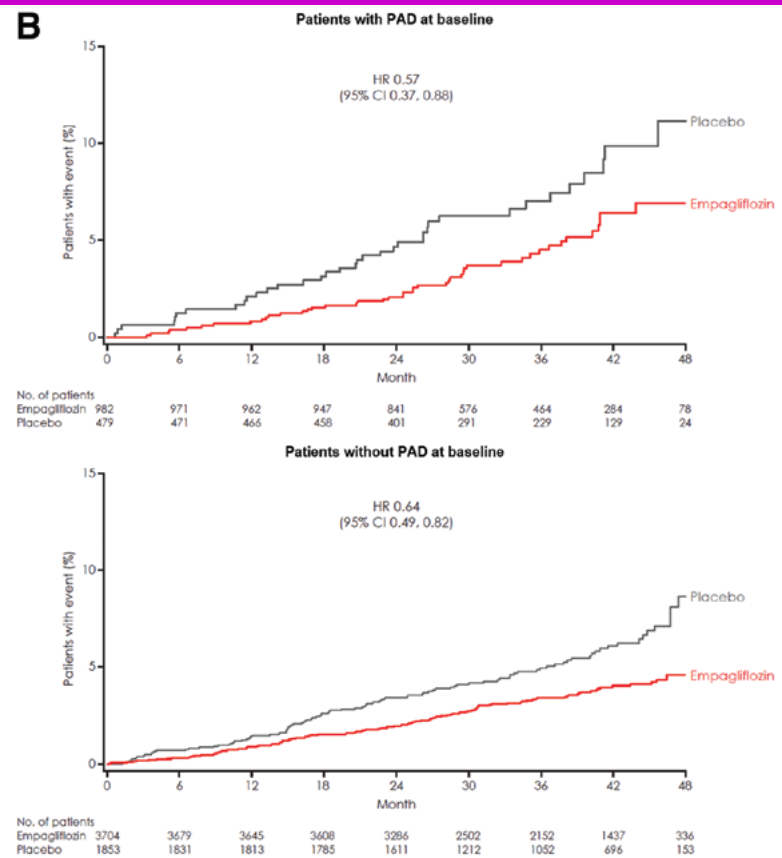 B
Patients with PAD at baseline
15
HR 0.57
(95% CI 0.37, 0.88)
Placebo
10
Patients with event (%)
Empagliflozin
5
0
0 6 12 18 24 30 36 42 48
Month
No. of patients
Empagliflozin 982 971 962 947 841 576 464 284 78
Placebo 479 471 466 458 401 291 229 129 24
Patients without PAD at baseline
15
HR 0.64
(95% CI 0.49, 0.82)
10
Placebo
Patients with event (%)
5
Empagliflozin
0
0 6 12 18 24 30 36 42 48
Month
No. of patients
Empagliflozin 3704 3679 3645 3608 3286 2502 2152 1437 336
Placebo 1853 1831 1813 1785 1611 1212 1052 696 153